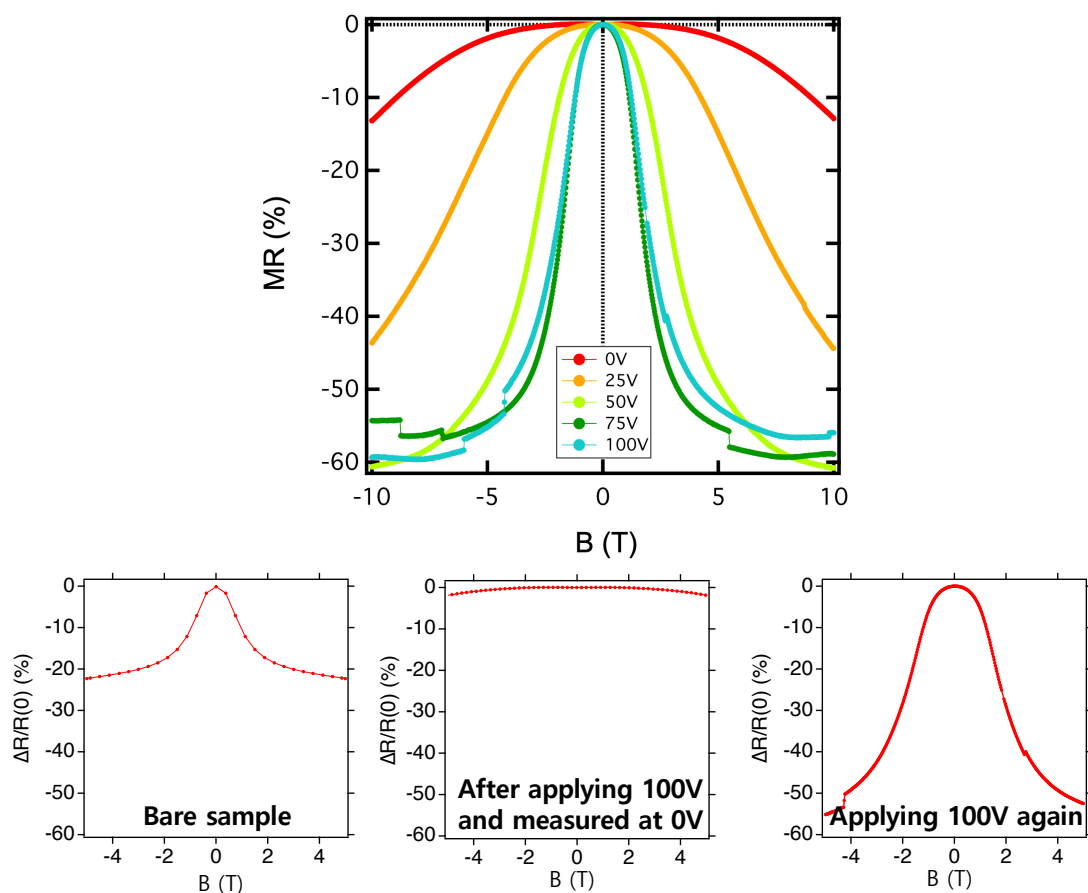 0
-10
-20
-30
-40
-50
-60
MR (%)
0V
25V
50V
75V
100V
-10
-5
0
5
10
B (T)
0
-10
-20
-30
-40
-50
-60
ΔR/R(0) (%)
Bare sample
-4
-2
0
2
4
B (T)
0
-10
-20
-30
-40
-50
-60
ΔR/R(0) (%)
After applying 100V
and measured at 0V
-4
-2
0
2
4
B (T)
0
-10
-20
-30
-40
-50
-60
ΔR/R(0) (%)
Applying 100V again
-4
-2
0
2
4
B (T)